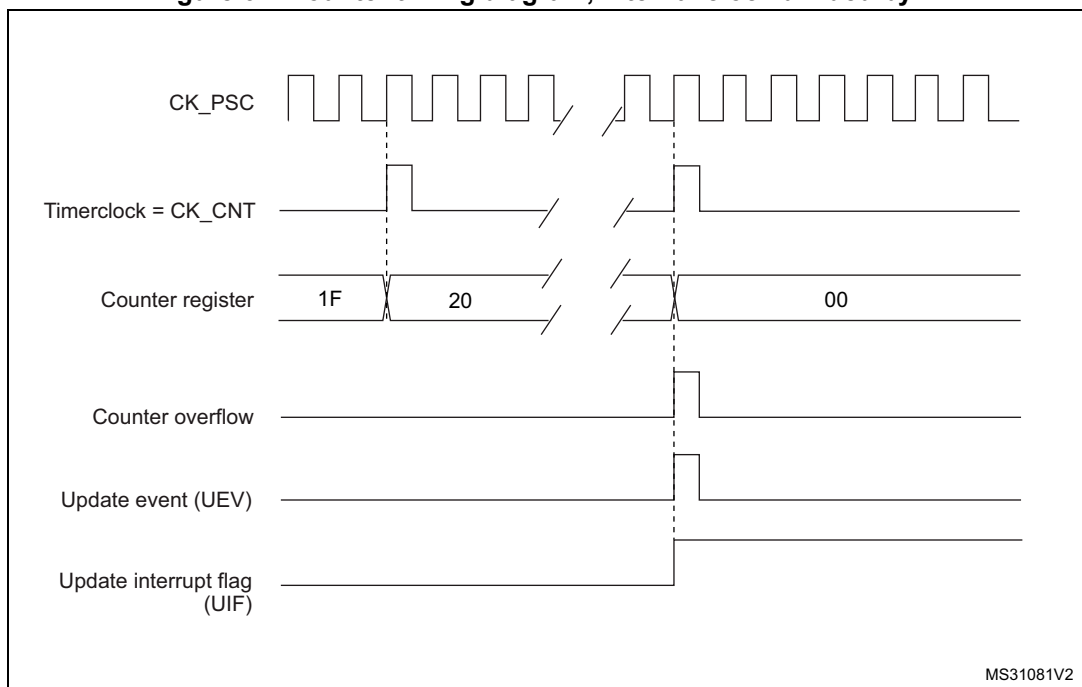 CK_PSC
Timerclock = CK_CNT
Counter register
1F
20
00
Counter overflow
Update event (UEV)
Update interrupt flag
(UIF)
MS31081V2